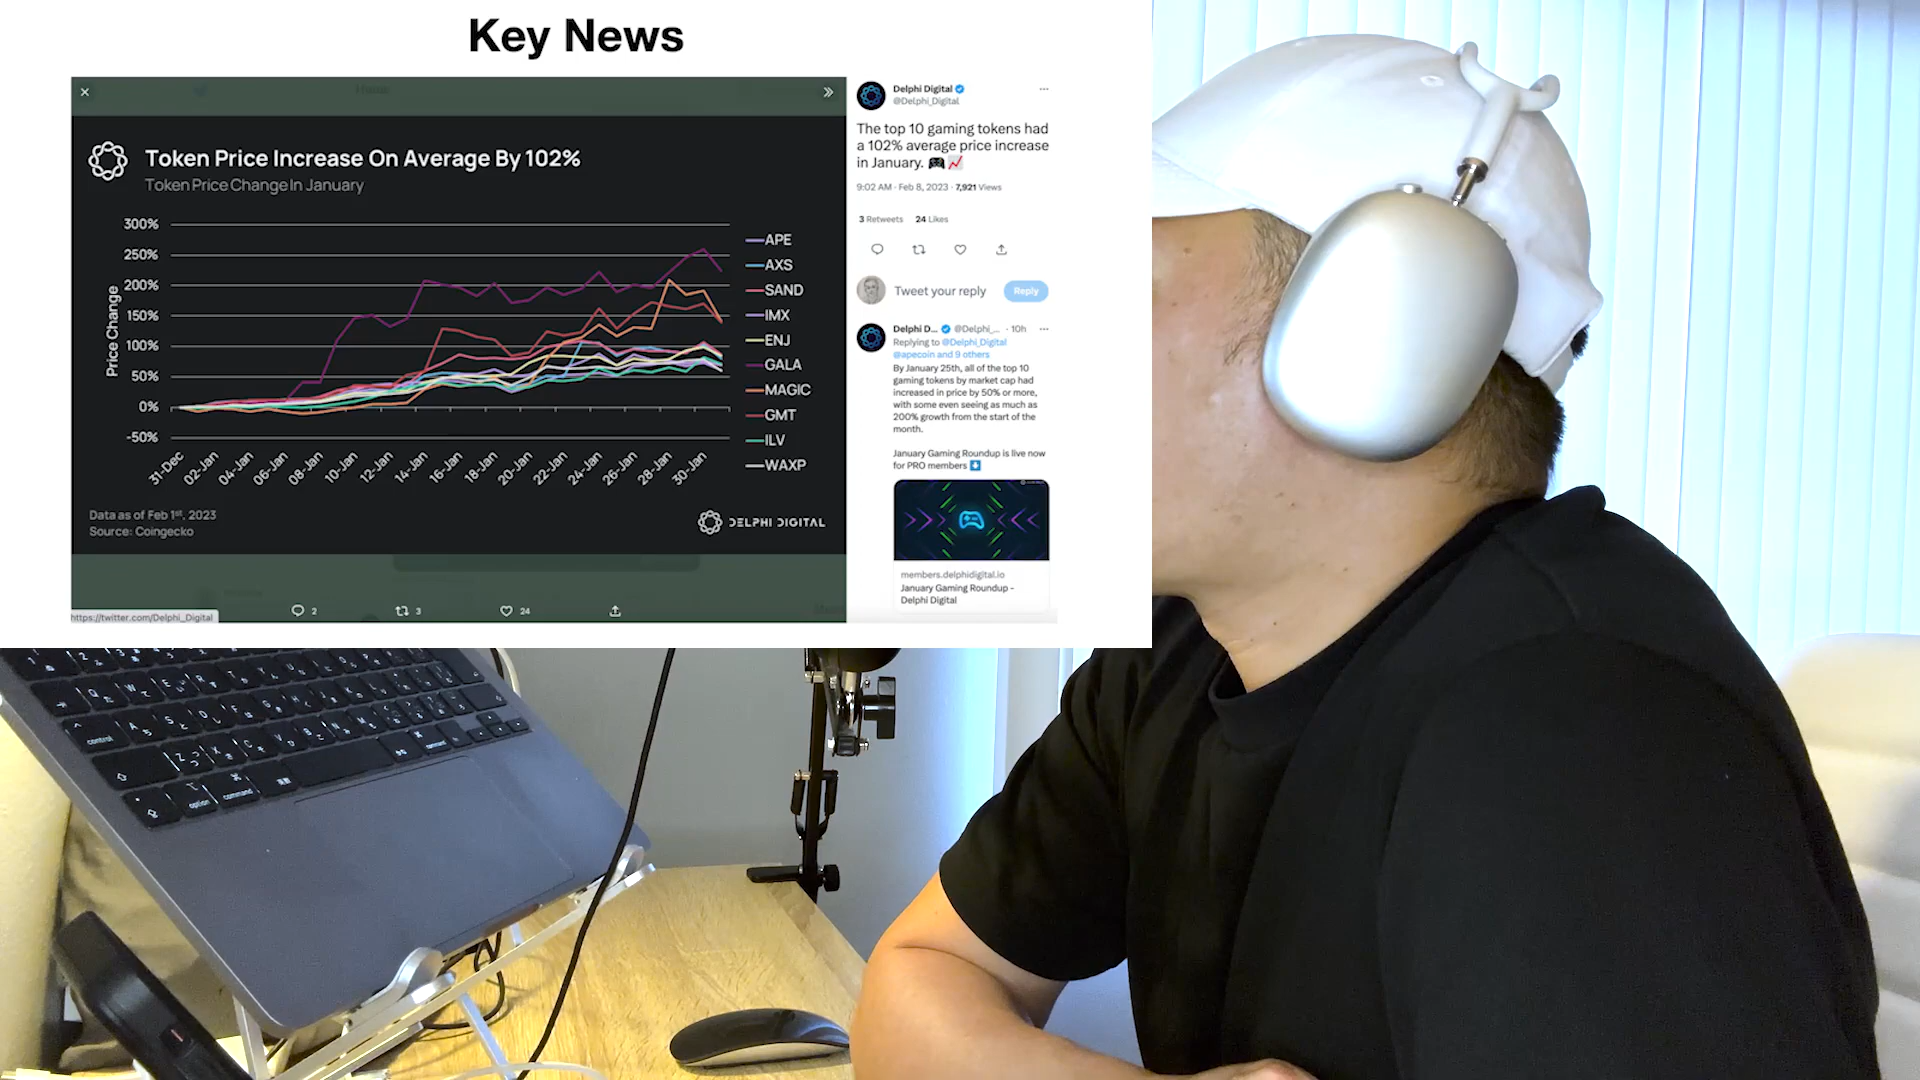 Key News
Token Price Increase On Average By 102%
Token Price Change In January
Price Change
300%
250%
200%
150%
100%
50%
0%
-50%
31-Dec
02-Jan
04-Jan
06-Jan
08-Jan
10-Jan
12-Jan
14-Jan
16-Jan
18-Jan
20-Jan
22-Jan
24-Jan
26-Jan
28-Jan
30-Jan
APE
AXS
SAND
IMX
ENJ
GALA
MAGIC
GMT
ILV
WAXP
Data as of Feb 1st, 2023
Source: Coingecko
DELPHI DIGITAL
2
3
24
https://twitter.com/Delphi_Digital
Delphi Digital
@Delphi_Digital
The top 10 gaming tokens had
a 102% average price increase
in January.
9:02 AM · Feb 8, 2023 · 7,921 Views
3 Retweets 24 Likes
Tweet your reply
Reply
Delphi D... @Delphi_... · 10h
Replying to @Delphi_Digital
@apecoin and 9 others
By January 25th, all of the top 10
gaming tokens by market cap had
increased in price by 50% or more,
with some even seeing as much as
200% growth from the start of the
month.
January Gaming Roundup is live now
for PRO members
members.delphidigital.io
January Gaming Roundup -
Delphi Digital
control
option
command
command